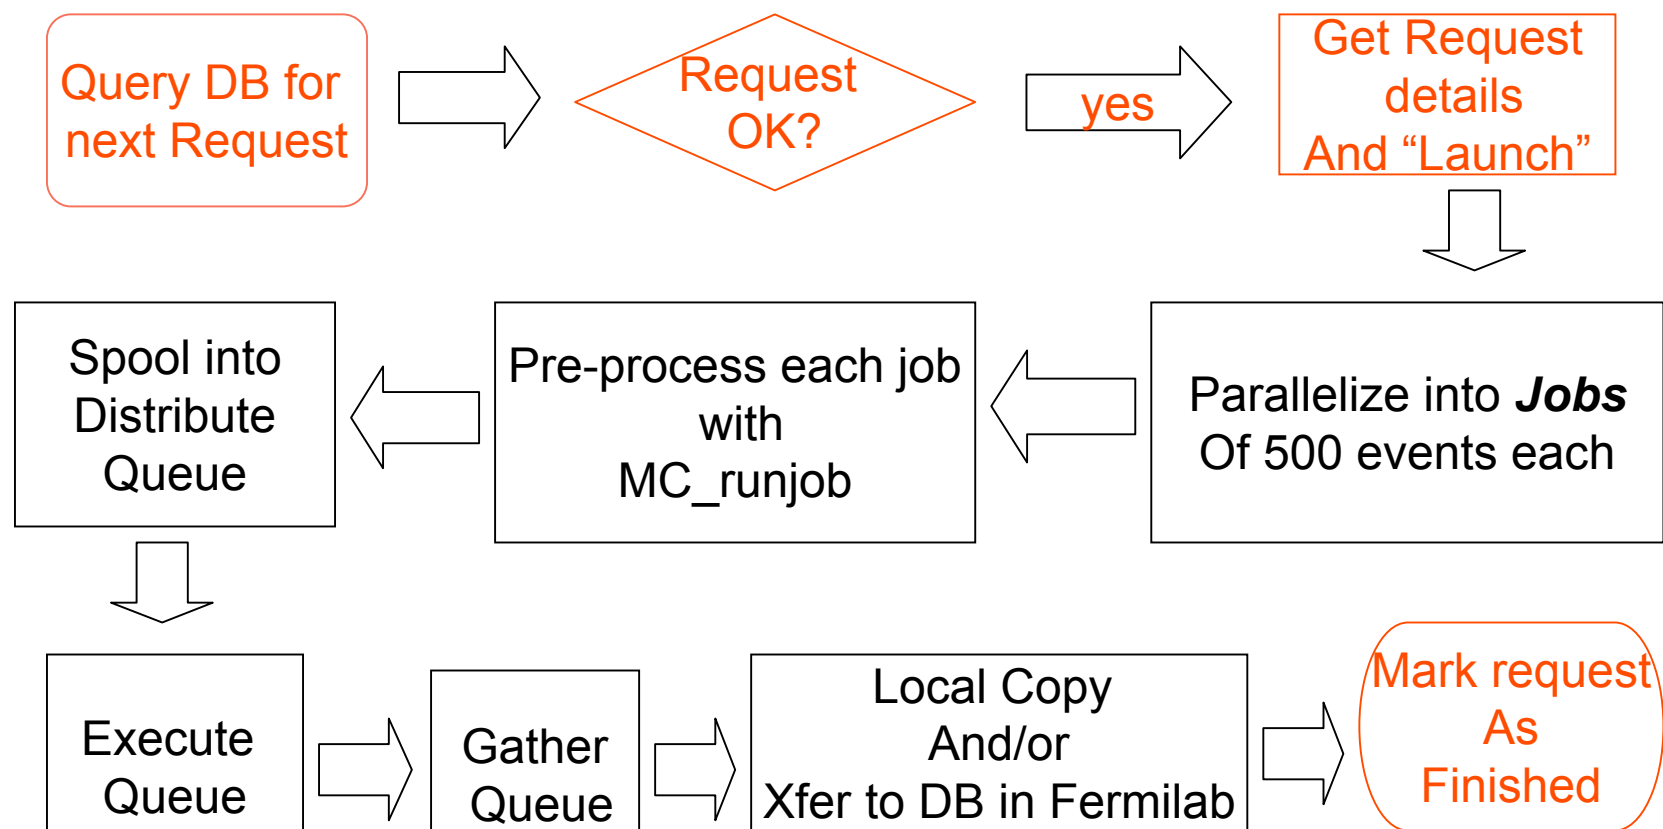 Query DB for
next Request
Request
OK?
yes
Get Request
details
And “Launch”
Spool into
Distribute
Queue
Pre-process each job
with
MC_runjob
Parallelize into Jobs
Of 500 events each
Execute
Queue
Gather
Queue
Local Copy
And/or
Xfer to DB in Fermilab
Mark request
As
Finished